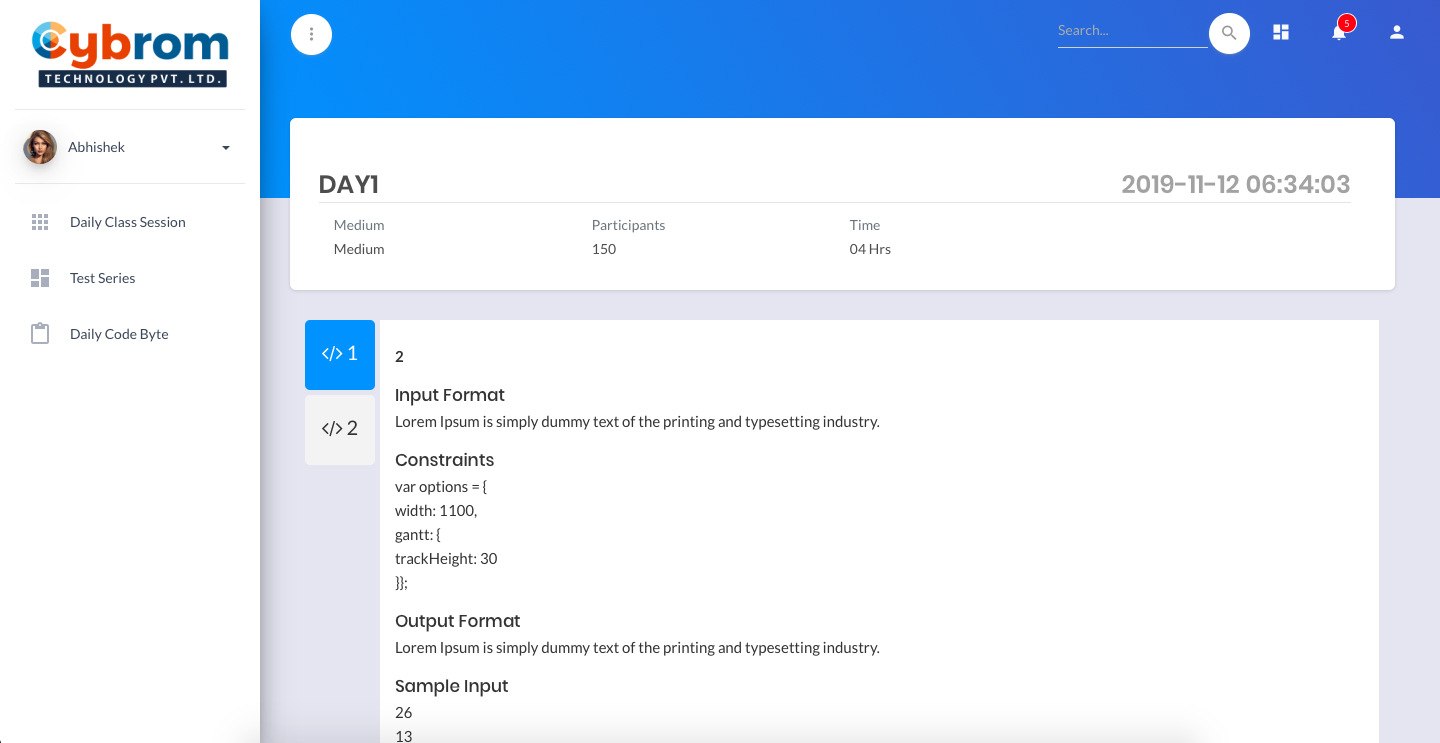 Cybrom
TECHNOLOGY PVT. LTD.
Abhishek
Daily Class Session
Test Series
Daily Code Byte
Search...
5
DAY1
2019-11-12 06:34:03
Medium
Participants
Time
Medium
150
04 Hrs
</> 1
</> 2
2
Input Format
Lorem Ipsum is simply dummy text of the printing and typesetting industry.
Constraints
var options = {
width: 1100,
gantt: {
trackHeight: 30
}};
Output Format
Lorem Ipsum is simply dummy text of the printing and typesetting industry.
Sample Input
26
13